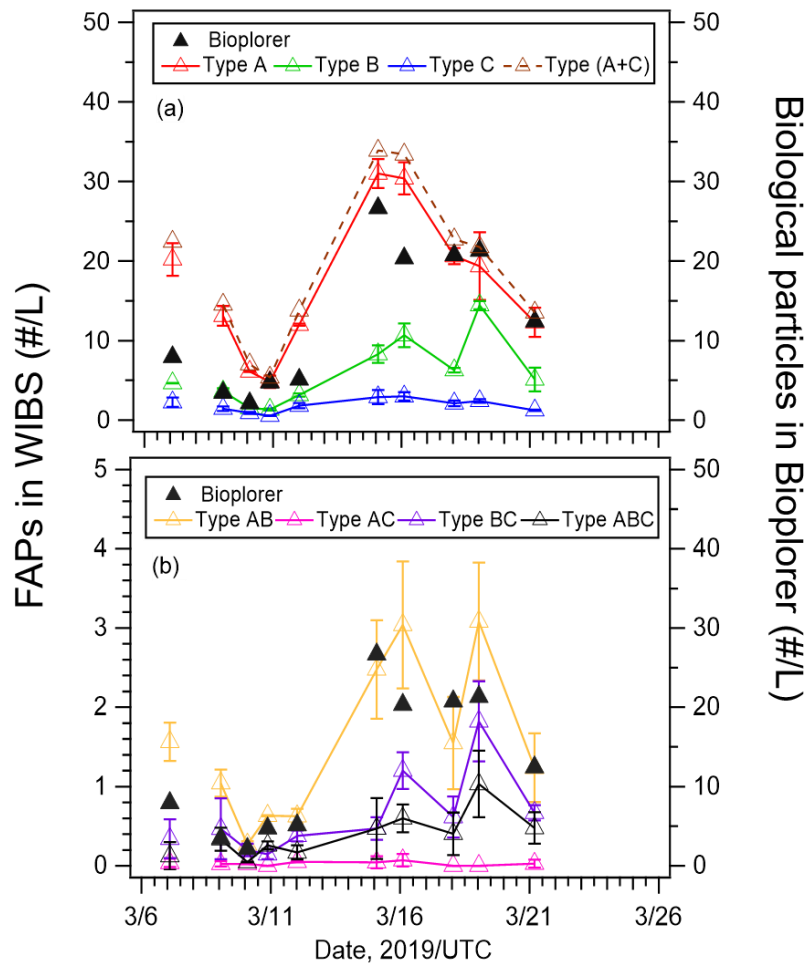 FAPs in WIBS (#/L)
Biological particles in Bioplorer (#/L)
50
40
30
20
10
0
50
40
30
20
10
0
Bioplorer
Type A Type B Type C Type (A+C)
(a)
5
4
3
2
1
0
50
40
30
20
10
0
Bioplorer
Type AB Type AC Type BC Type ABC
(b)
3/6 3/11 3/16 3/21 3/26
Date, 2019/UTC